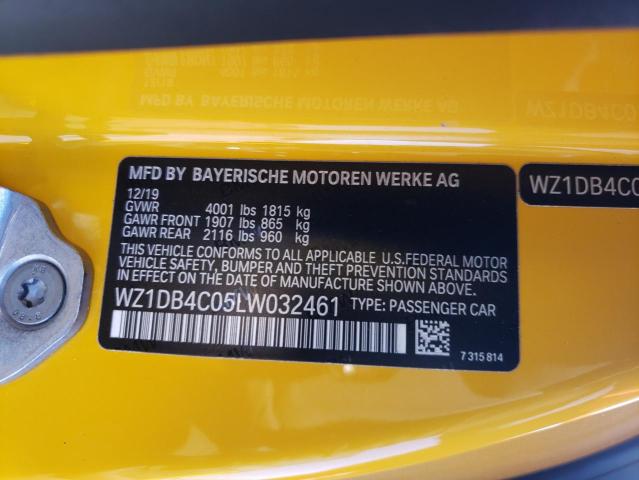 MFD BY BAYERISCHE MOTOREN WERKE AG
12/19
GVWR 4001 lbs 1815 kg
GAWR FRONT 1907 lbs 865 kg
GAWR REAR 2116 lbs 960 kg
THIS VEHICLE CONFORMS TO ALL APPLICABLE U.S.FEDERAL MOTOR
VEHICLE SAFETY, BUMPER AND THEFT PREVENTION STANDARDS
IN EFFECT ON THE DATE OF MANUFACTURE SHOWN ABOVE.
WZ1DB4C05LW032461 TYPE: PASSENGER CAR
7 315 814
WZ1DB4C0